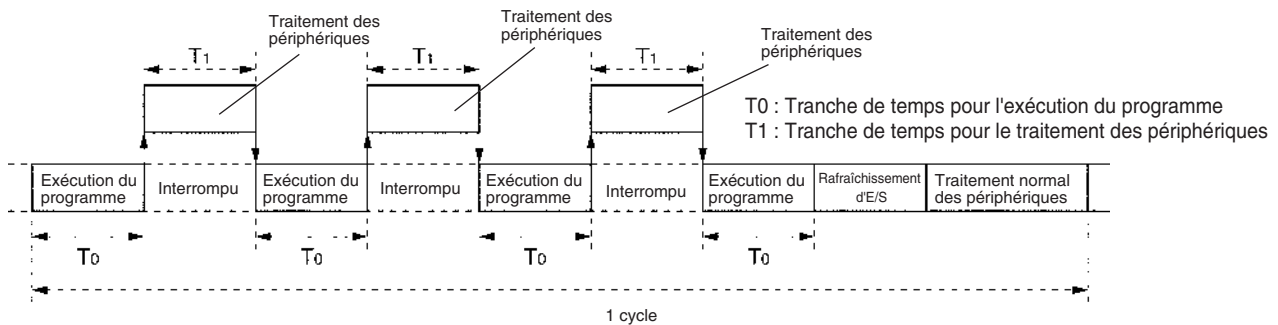 Traitement des
périphériques
Traitement des
périphériques
Traitement des
périphériques
T1
T1
T1
T0 : Tranche de temps pour l'exécution du programme
T1 : Tranche de temps pour le traitement des périphériques
Exécution du
programme
Interrompu
Exécution du
programme
Interrompu
Exécution du
programme
Interrompu
Exécution du
programme
Rafraîchissement
d'E/S
Traitement normal
des périphériques
T0
T0
T0
T0
1 cycle